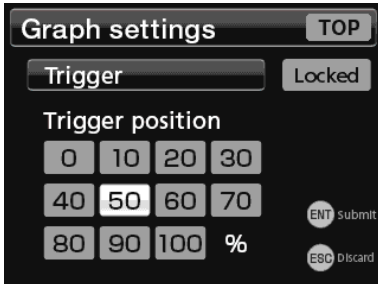 Graph settings TOP
Trigger Locked
Trigger position
0 10 20 30
40 50 60 70
ENT Submit
80 90 100 %
ESC Discard